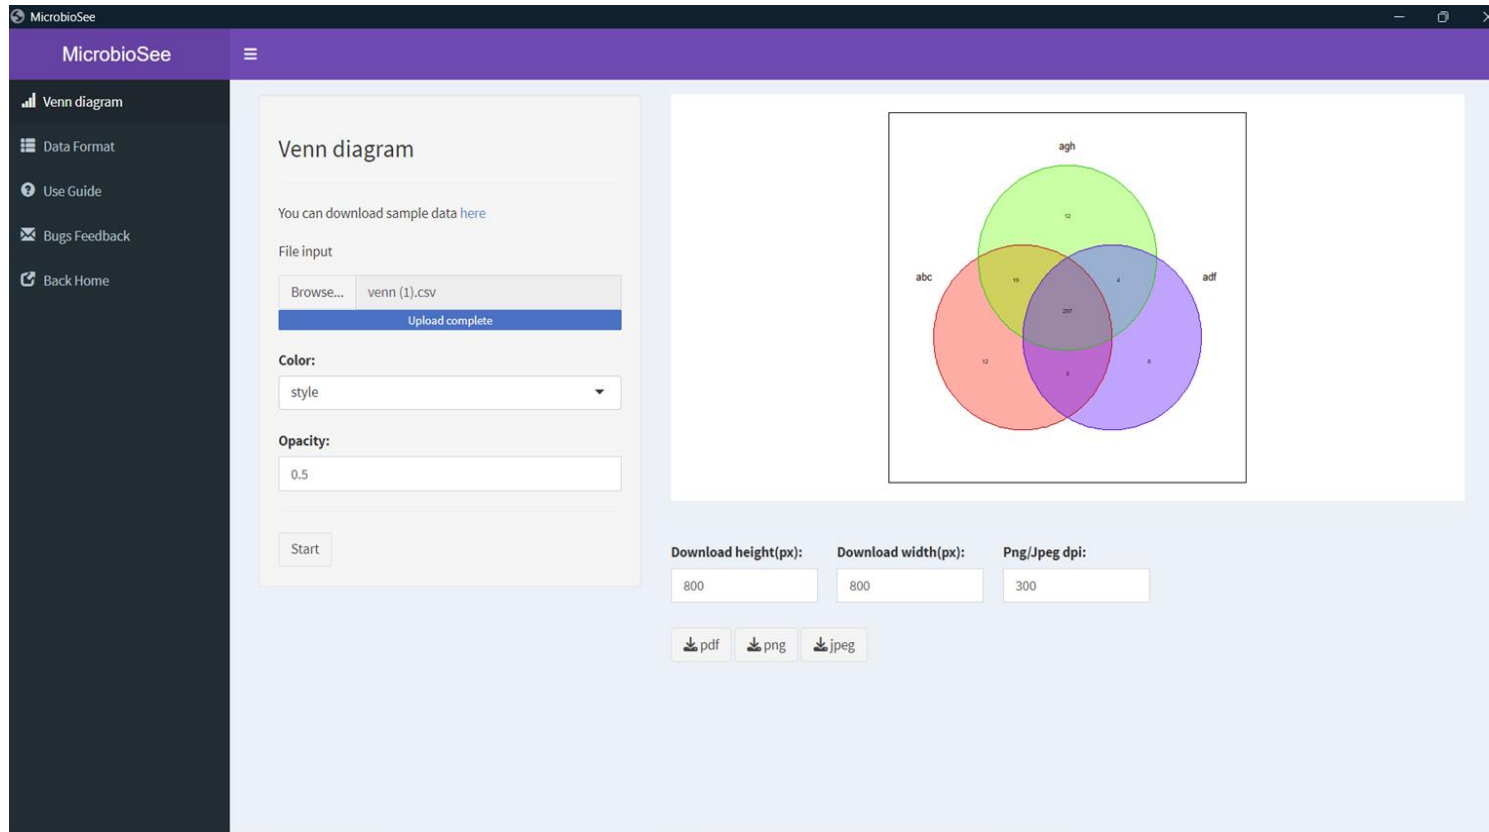 MicrobioSee
MicrobioSee
Venn diagram
Data Format
Use Guide
Bugs Feedback
Back Home
Venn diagram
You can download sample data here
File input
Browse... venn (1).csv
Upload complete
Color:
style
Opacity:
0.5
Start
agh
12
abc
adf
19
4
12
3
Download height(px): Download width(px): Png/Jpeg dpi:
800 800 300
pdf png jpeg